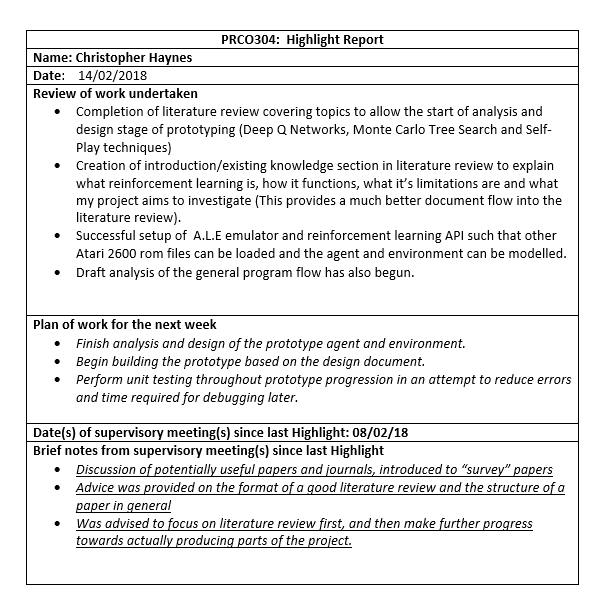 PRCO304:  Highlight Report
Name: Christopher Haynes
Date:   14/02/2018
Review of work undertaken
• Completion of literature review covering topics to allow the start of analysis and
design stage of prototyping (Deep Q Networks, Monte Carlo Tree Search and Self-
Play techniques)
• Creation of introduction/existing knowledge section in literature review to explain
what reinforcement learning is, how it functions, what it’s limitations are and what
my project aims to investigate (This provides a much better document flow into the
literature review).
• Successful setup of  A.L.E emulator and reinforcement learning API such that other
Atari 2600 rom files can be loaded and the agent and environment can be modelled.
• Draft analysis of the general program flow has also begun.
Plan of work for the next week
• Finish analysis and design of the prototype agent and environment.
• Begin building the prototype based on the design document.
• Perform unit testing throughout prototype progression in an attempt to reduce errors
and time required for debugging later.
Date(s) of supervisory meeting(s) since last Highlight: 08/02/18
Brief notes from supervisory meeting(s) since last Highlight
• Discussion of potentially useful papers and journals, introduced to “survey” papers
• Advice was provided on the format of a good literature review and the structure of a
paper in general
• Was advised to focus on literature review first, and then make further progress
towards actually producing parts of the project.